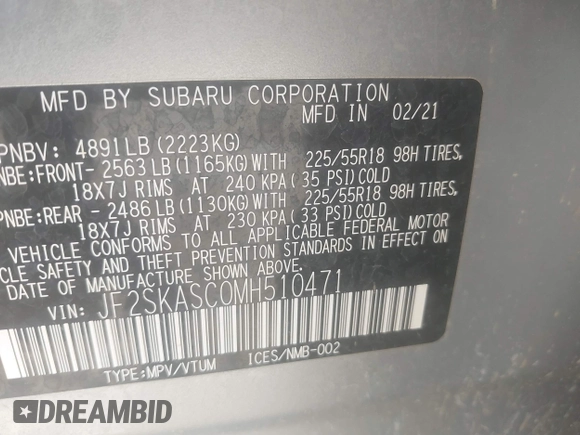 MFD BY SUBARU CORPORATION
MFD IN 02/21
PNBV: 4891LB (2223KG)
PNBE:FRONT- 2563 LB (1165KG)WITH 225/55R18 98H TIRES,
18X7J RIMS AT 240 KPA (35 PSI)COLD
PNBE:REAR - 2486 LB (1130KG)WITH 225/55R18 98H TIRES,
18X7J RIMS AT 230 KPA (33 PSI)COLD
VEHICLE CONFORMS TO ALL APPLICABLE FEDERAL MOTOR
VEHICLE SAFETY AND THEFT PREVENTION STANDARDS IN EFFECT ON
DATE OF MANUFACTURE SHOWN ABOVE.
VIN: JF2SKASC0MH510471
ICES/NMB-002
TYPE:MPV/VTUM
DREAMBID